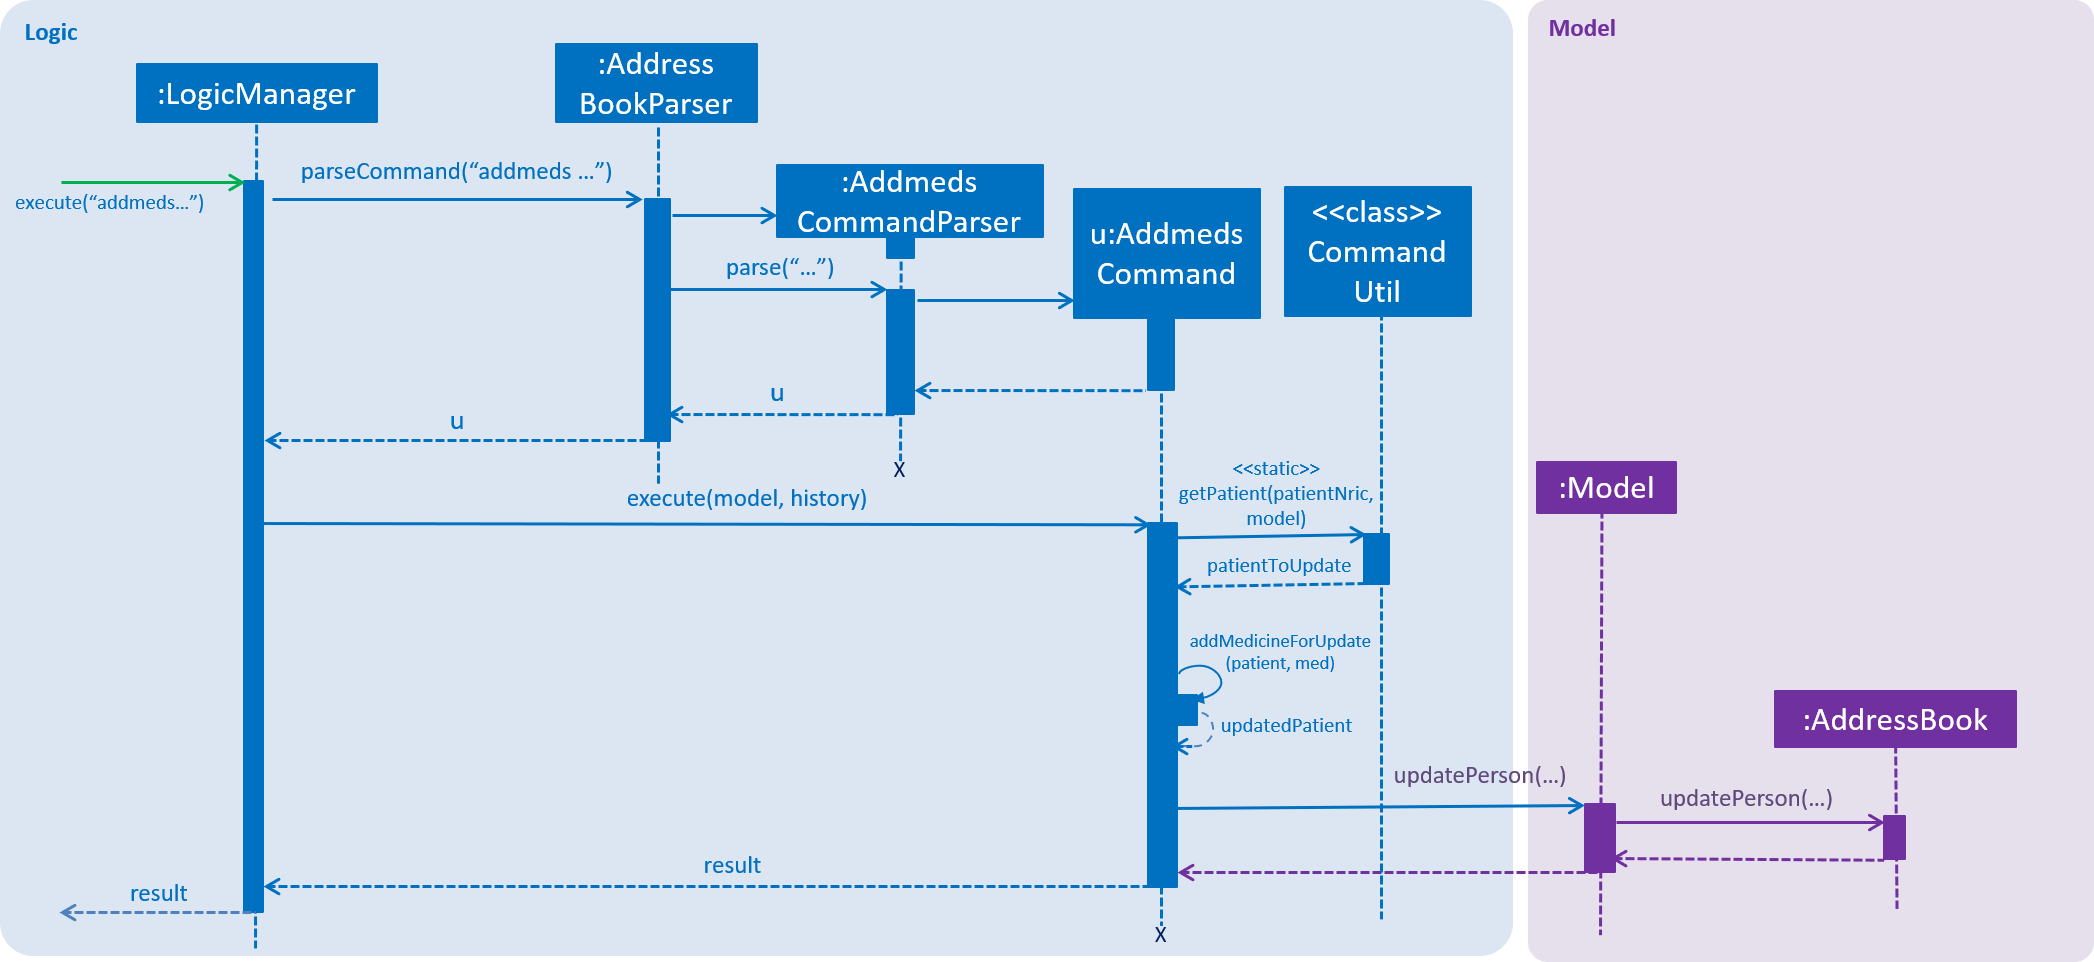 Logic
Model
:LogicManager
:Address
BookParser
:Addmeds
CommandParser
u:Addmeds
Command
<<class>>
Command
Util
execute(“addmeds...”)
parseCommand(“addmeds ...”)
parse(“...”)
u
u
X
execute(model, history)
<<static>>
getPatient(patientNric,
model)
patientToUpdate
:Model
addMedicineForUpdate
(patient, med)
updatedPatient
:AddressBook
updatePerson(...)
updatePerson(...)
result
result
X